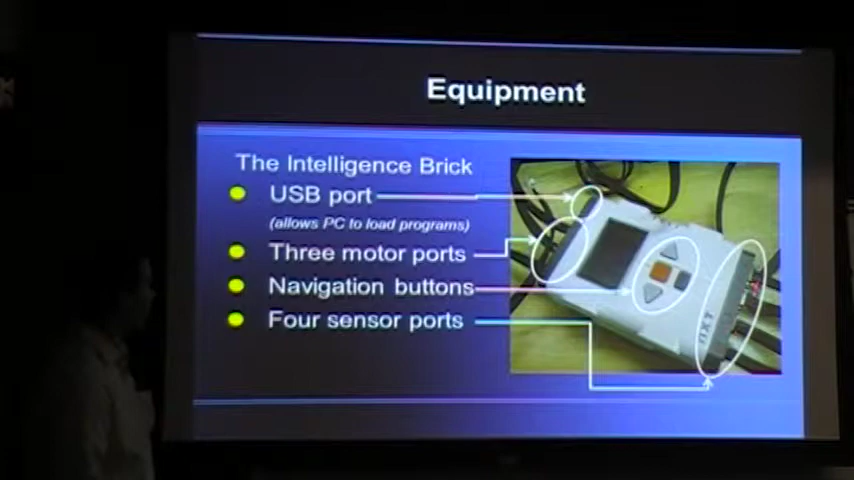 Equipment
The Intelligence Brick
USB port
(allows PC to load programs)
Three motor ports
Navigation buttons
Four sensor ports
NXT